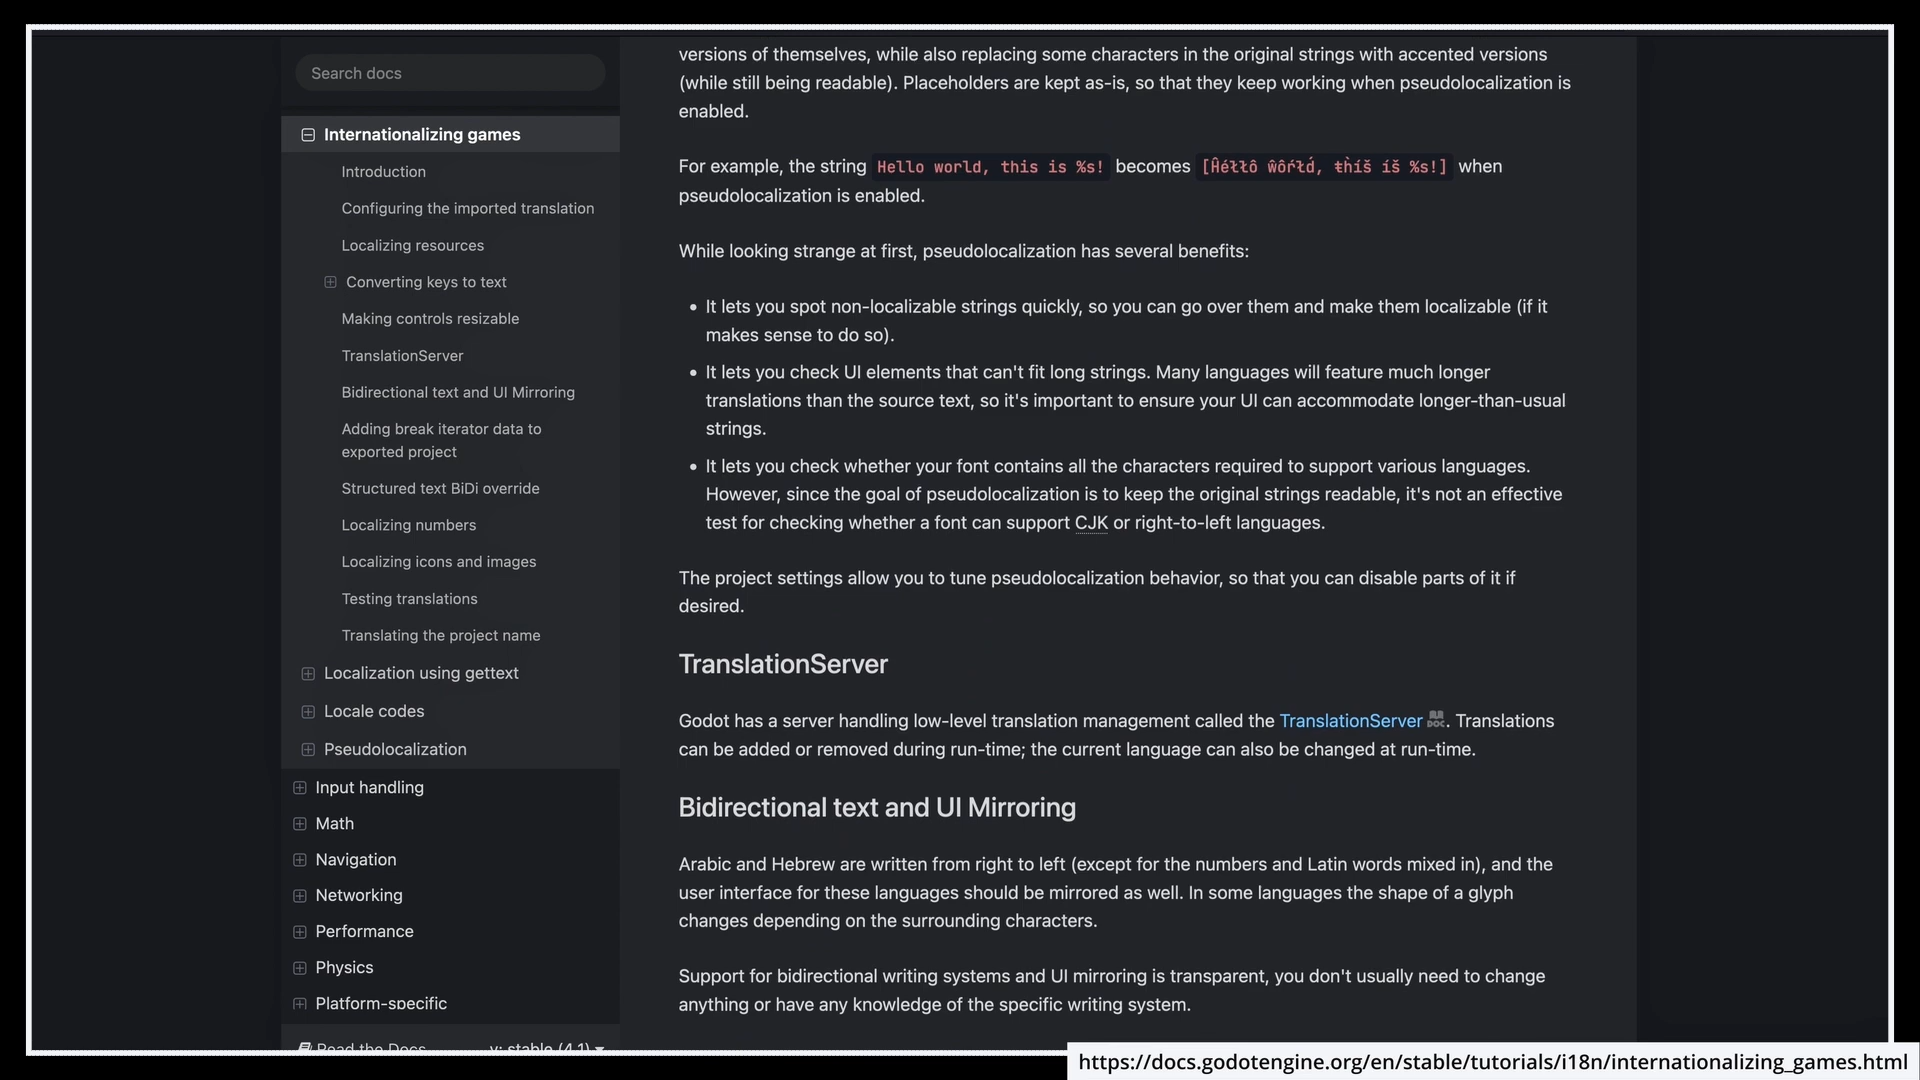 Search docs
Internationalizing games
Introduction
Configuring the imported translation
Localizing resources
Converting keys to text
Making controls resizable
TranslationServer
Bidirectional text and UI Mirroring
Adding break iterator data to
exported project
Structured text BiDi override
Localizing numbers
Localizing icons and images
Testing translations
Translating the project name
Localization using gettext
Locale codes
Pseudolocalization
Input handling
Math
Navigation
Networking
Performance
Physics
Platform-specific
Read the Docs v: stable (4.1)
versions of themselves, while also replacing some characters in the original strings with accented versions
(while still being readable). Placeholders are kept as-is, so that they keep working when pseudolocalization is
enabled.
For example, the string Hello world, this is %s! becomes [Ĥéłłô ŵôŕłd́, ŧh̀íš íš %s!] when
pseudolocalization is enabled.
While looking strange at first, pseudolocalization has several benefits:
• It lets you spot non-localizable strings quickly, so you can go over them and make them localizable (if it
makes sense to do so).
• It lets you check UI elements that can't fit long strings. Many languages will feature much longer
translations than the source text, so it's important to ensure your UI can accommodate longer-than-usual
strings.
• It lets you check whether your font contains all the characters required to support various languages.
However, since the goal of pseudolocalization is to keep the original strings readable, it's not an effective
test for checking whether a font can support CJK or right-to-left languages.
The project settings allow you to tune pseudolocalization behavior, so that you can disable parts of it if
desired.
TranslationServer
Godot has a server handling low-level translation management called the TranslationServer DOC. Translations
can be added or removed during run-time; the current language can also be changed at run-time.
Bidirectional text and UI Mirroring
Arabic and Hebrew are written from right to left (except for the numbers and Latin words mixed in), and the
user interface for these languages should be mirrored as well. In some languages the shape of a glyph
changes depending on the surrounding characters.
Support for bidirectional writing systems and UI mirroring is transparent, you don't usually need to change
anything or have any knowledge of the specific writing system.
https://docs.godotengine.org/en/stable/tutorials/i18n/internationalizing_games.html